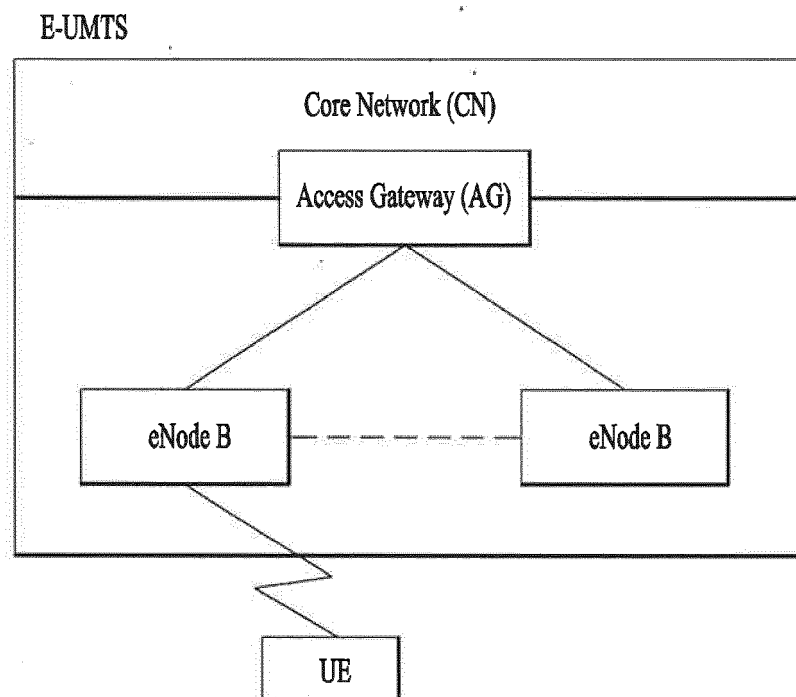 E-UMTS
Core Network (CN)
Access Gateway (AG)
eNode B
eNode B
UE